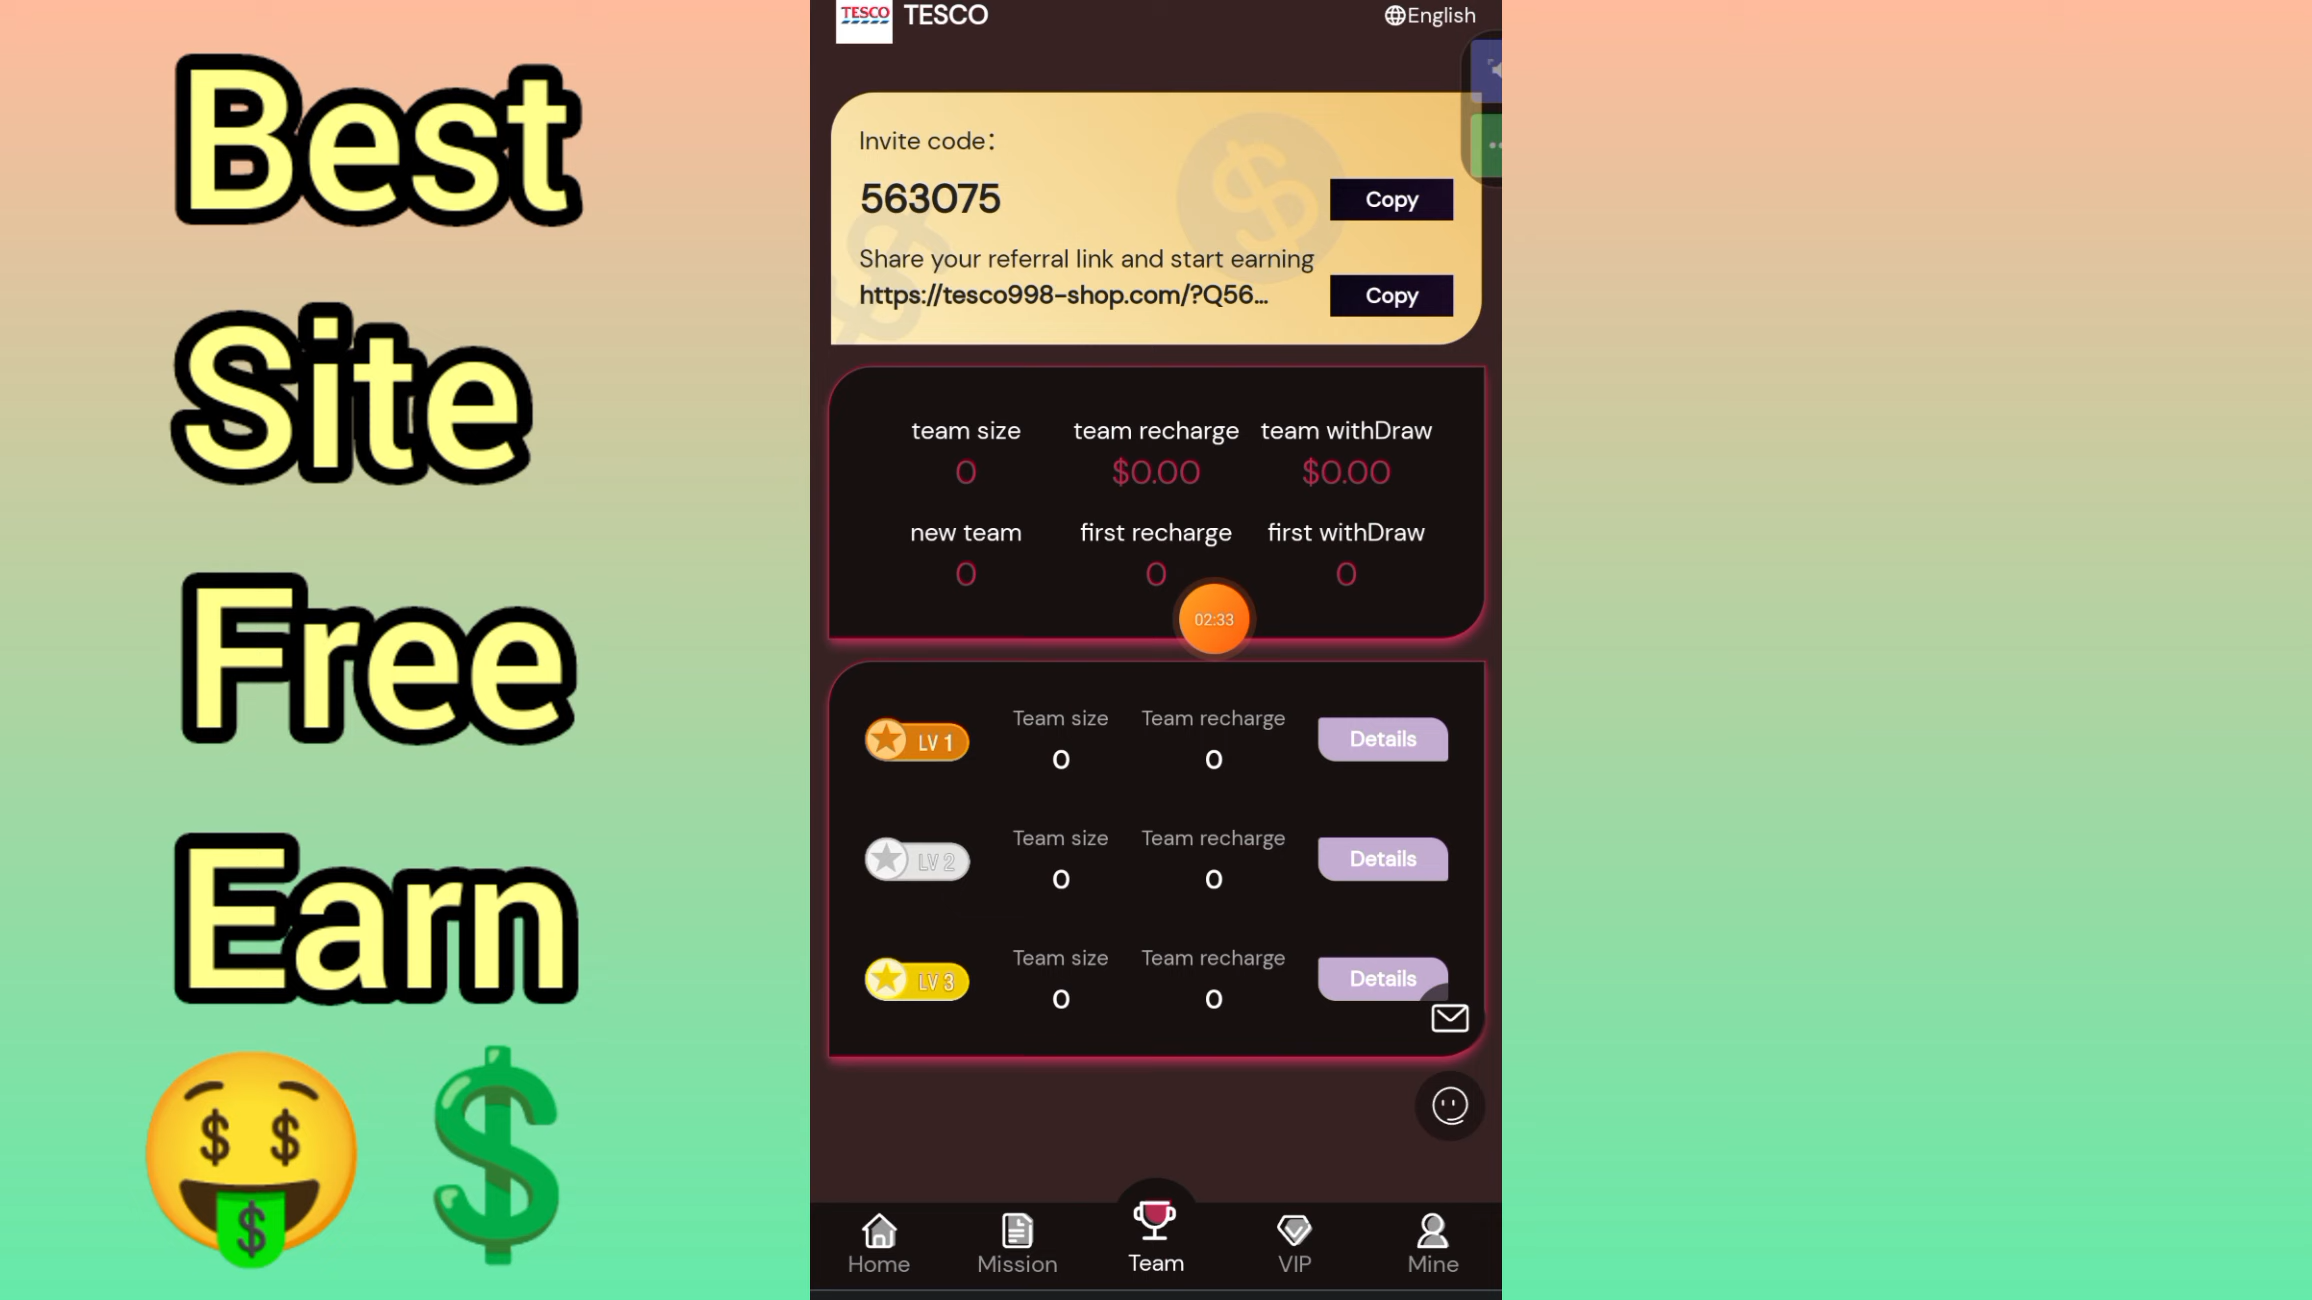 Best
Site
Free
Earn
TESCO TESCO
English
Invite code:
563075
Copy
Share your referral link and start earning
https://tesco998-shop.com/?Q56...
Copy
team size team recharge team withDraw
0 $0.00 $0.00
new team first recharge first withDraw
0 0 0
02:33
LV 1 Team size Team recharge Details
0 0
LV 2 Team size Team recharge Details
0 0
LV 3 Team size Team recharge Details
0 0
Home Mission Team VIP Mine